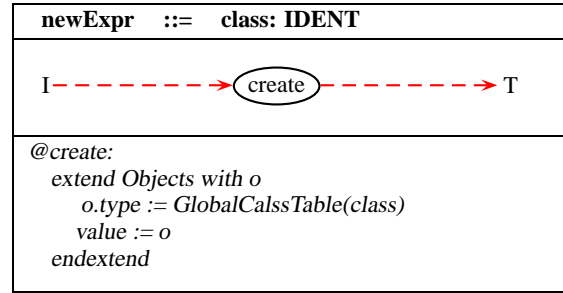 newExpr ::= class: IDENT
I create T
@create:
extend Objects with o
o.type := GlobalCalssTable(class)
value := o
endextend